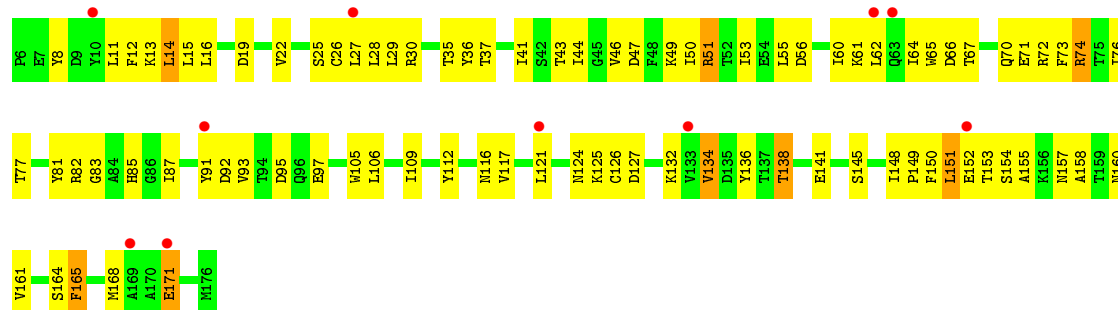 P6 E7 Y8 D9 Y10 L11 F12 K13 L14 L15 L16 D19 V22 S25 C26 L27 L28 L29 R30 T35 Y36 T37 I41 S42 T43 I44 G45 V46 D47 F48 K49 I50 R51 T52 I53 E54 L55 D56 I60 K61 L62 Q63 I64 W65 D66 T67 Q70 E71 R72 F73 R74 T75 I76
T77 Y81 R82 G83 A84 H85 G86 I87 Y91 D92 V93 T94 D95 Q96 E97 W105 L106 I109 Y112 N116 V117 L121 N124 K125 C126 D127 K132 V133 V134 D135 Y136 T137 T138 E141 S145 I148 P149 F150 L151 E152 T153 S154 A155 K156 N157 A158 T159 N160
V161 S164 F165 M168 A169 A170 E171 M176